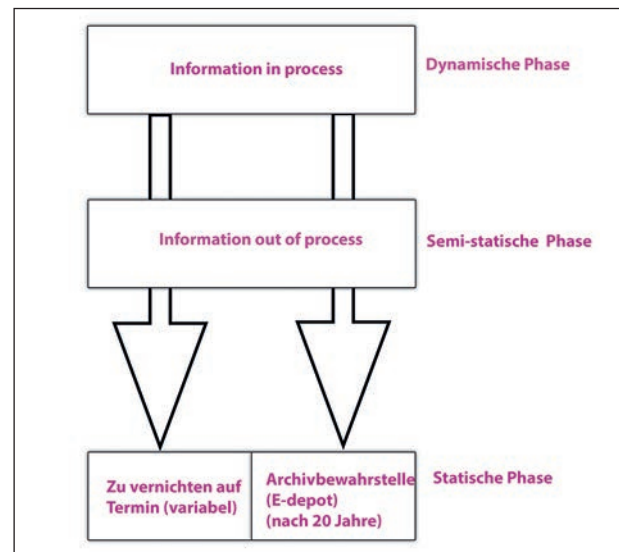 Information in process
Dynamische Phase
Information out of process
Semi-statische Phase
Zu vernichten auf
Termin (variabel)
Archivbewahrstelle
(E-depot)
(nach 20 Jahre)
Statische Phase